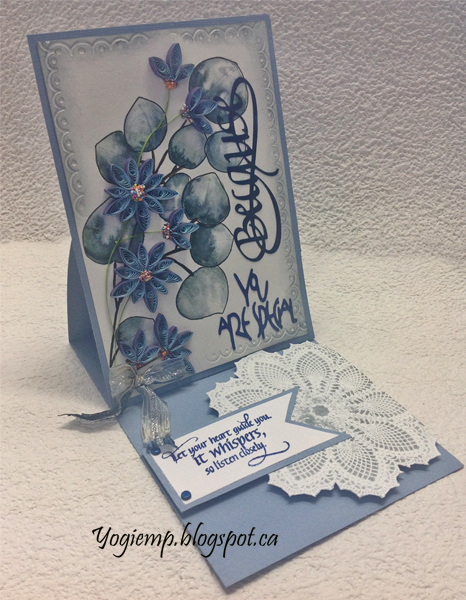 Because
YOU
ARE SPECIAL
Let your heart guide you.
it whispers,
so listen closely.
Yogiemp.blogspot.ca